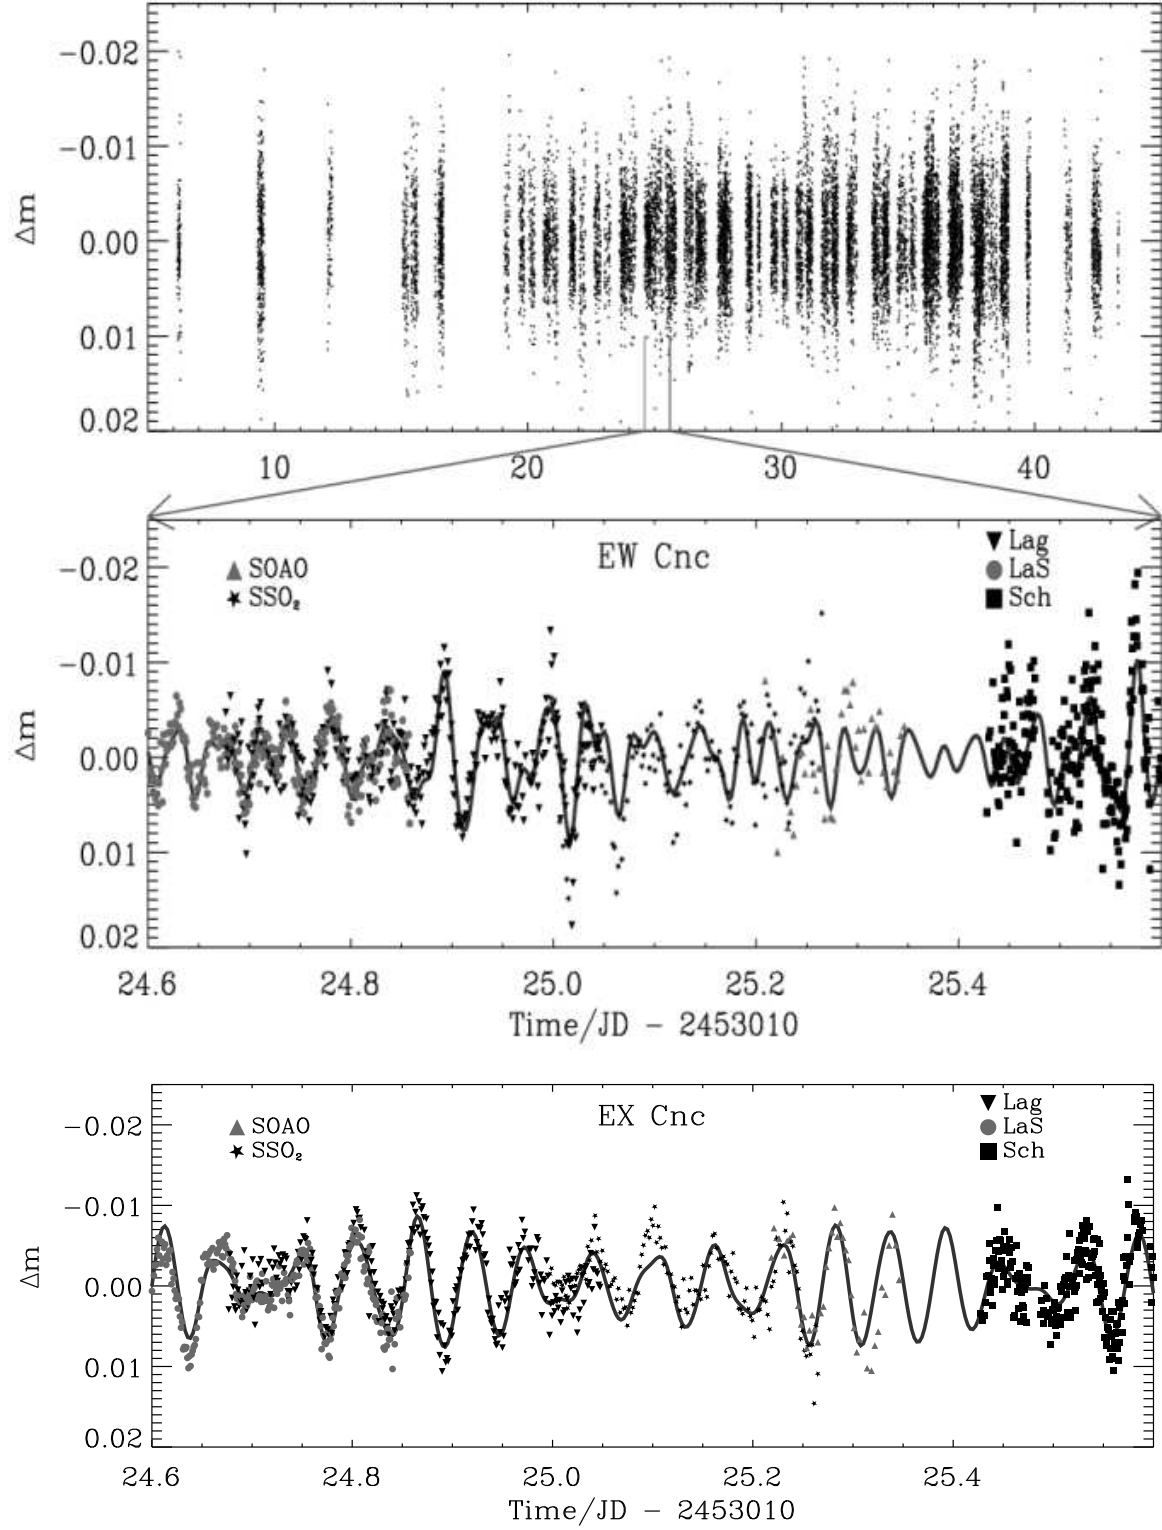 -0.02
-0.01
0.00
0.01
0.02
Δm
10 20 30 40
EW Cnc
▲ SOAO
★ SSO₂
▼ Lag
● LaS
■ Sch
-0.02
-0.01
0.00
0.01
0.02
Δm
24.6 24.8 25.0 25.2 25.4
Time/JD - 2453010
EX Cnc
▲ SOAO
★ SSO₂
▼ Lag
● LaS
■ Sch
-0.02
-0.01
0.00
0.01
0.02
Δm
24.6 24.8 25.0 25.2 25.4
Time/JD - 2453010